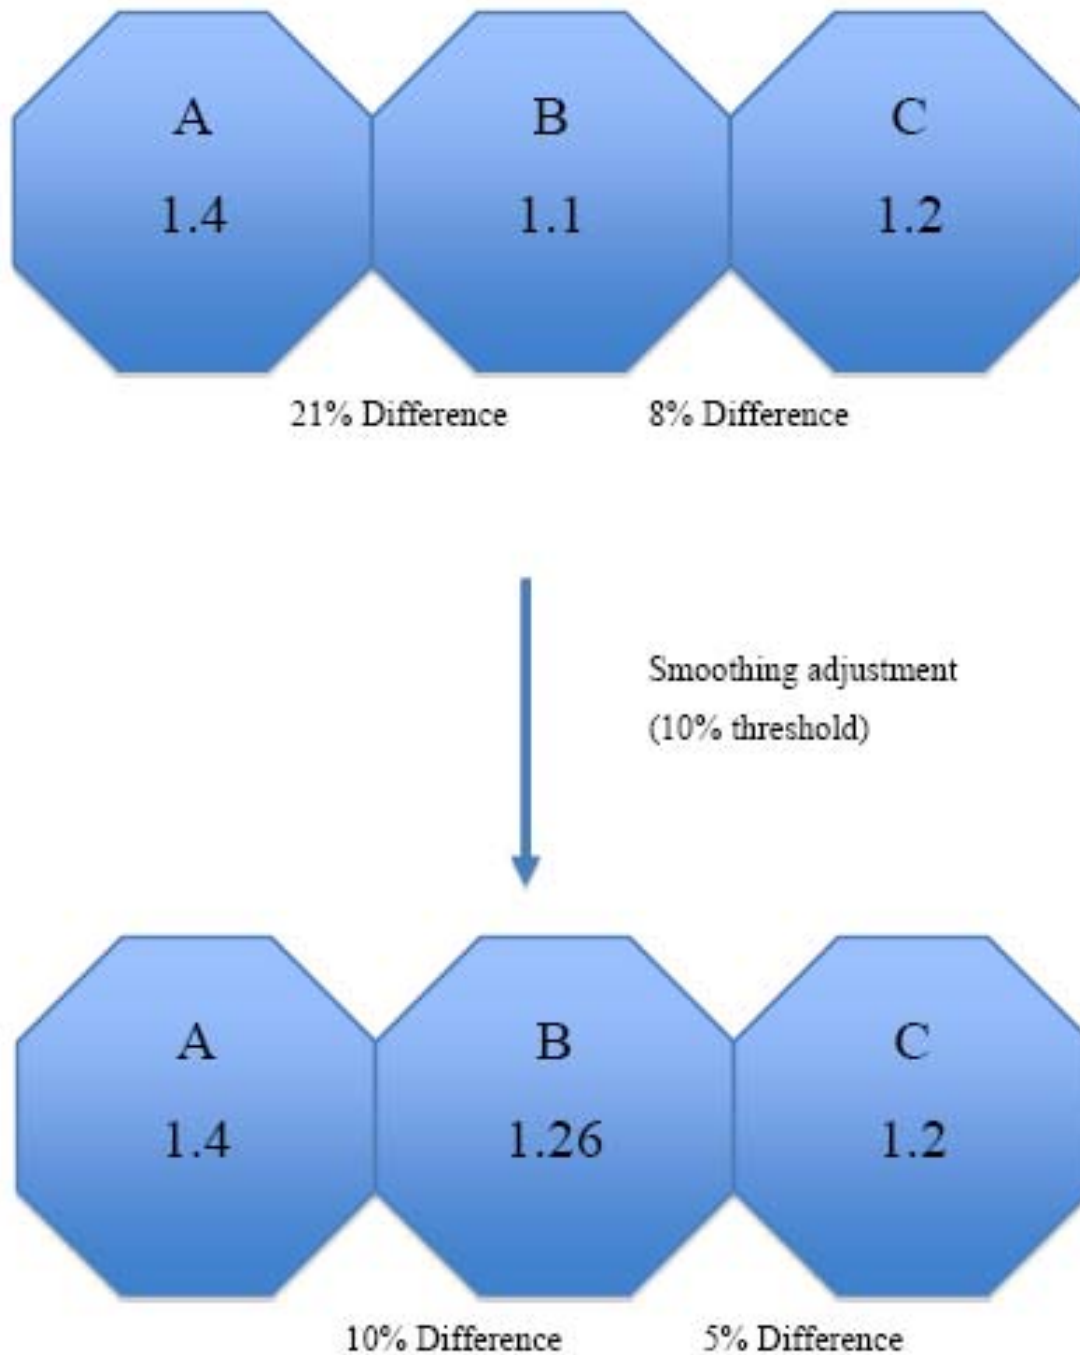 A
B
C
1.4
1.1
1.2
21% Difference
8% Difference
Smoothing adjustment
(10% threshold)
A
B
C
1.4
1.26
1.2
10% Difference
5% Difference